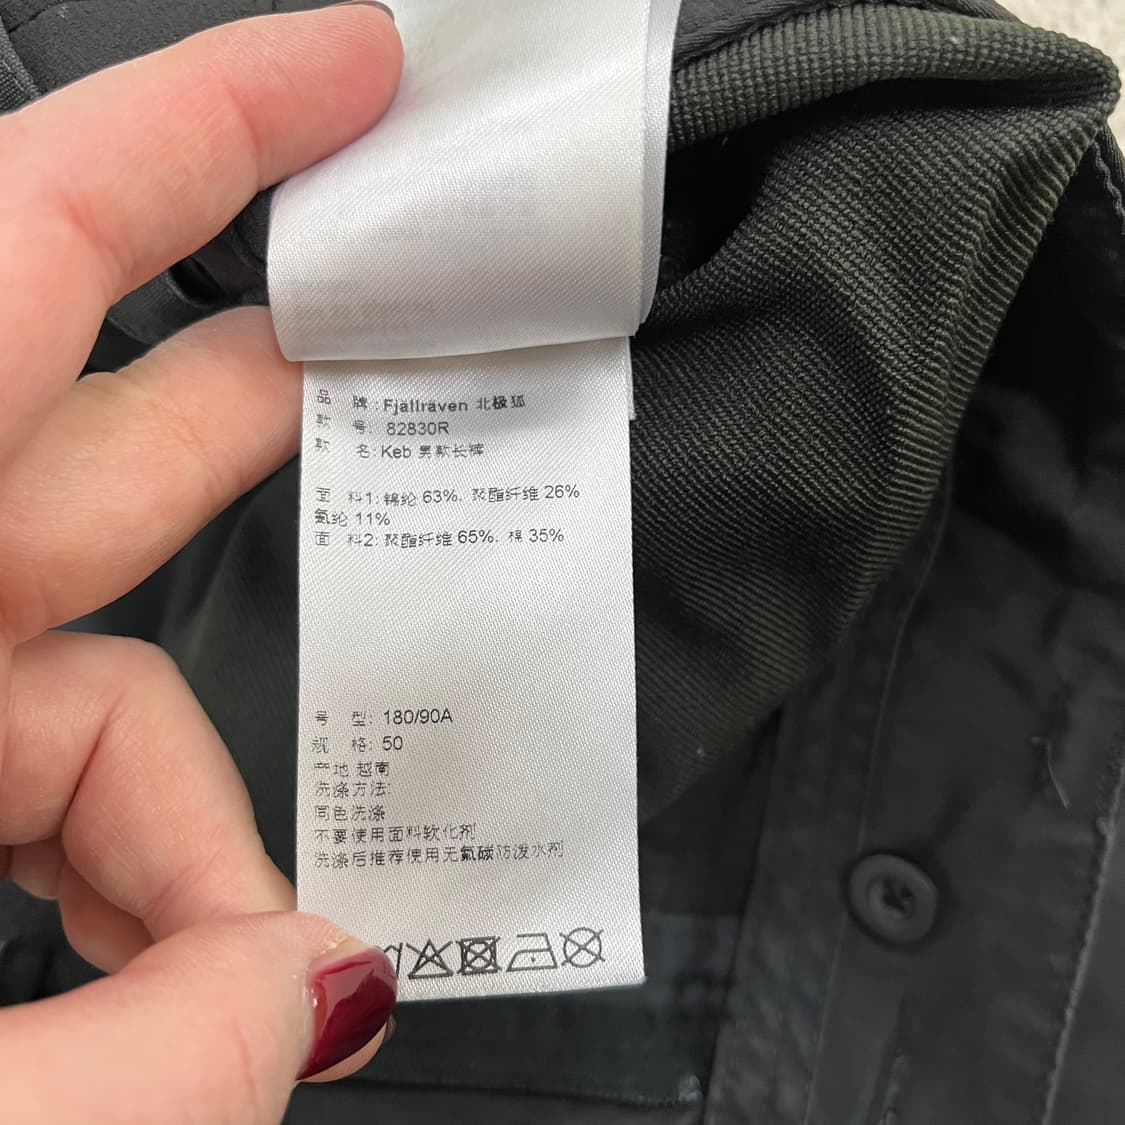 品 牌: Fjällräven 北极狐
款 号: 82830R
款 名: Keb 男款长裤
面 料1: 锦纶 63%, 聚酯纤维 26%
氨纶 11%
面 料2: 聚酯纤维 65%, 棉 35%
号 型: 180/90A
规 格: 50
产地 越南
洗涤方法:
同色洗涤
不要使用面料软化剂
洗涤后推荐使用无氟碳防泼水剂